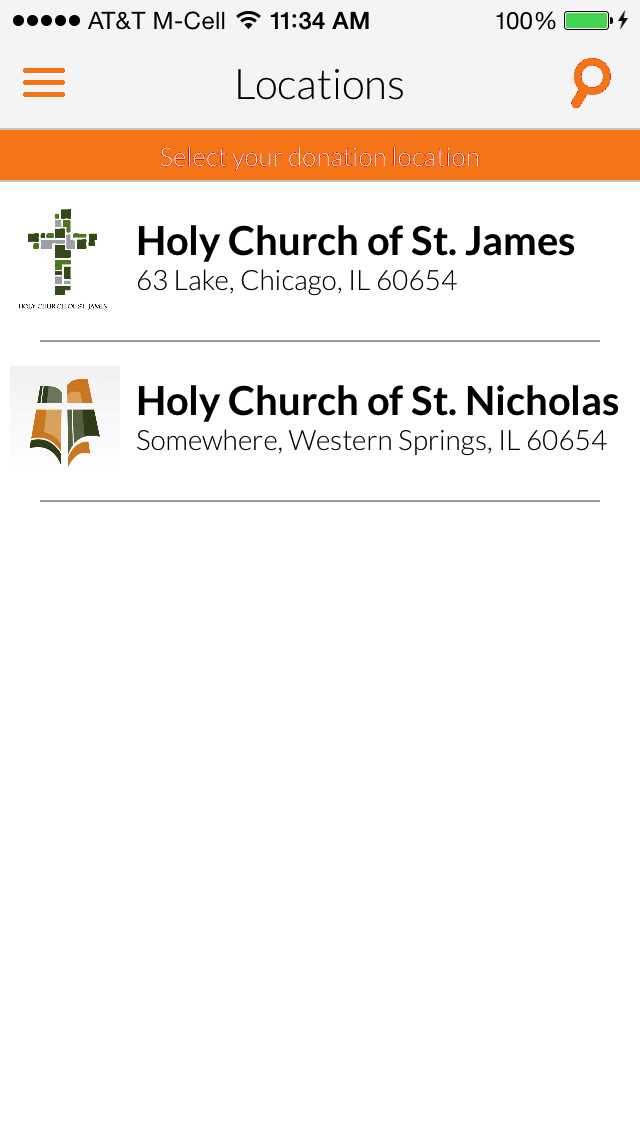 AT&T M-Cell 11:34 AM 100%
Locations
Select your donation location
Holy Church of St. James
63 Lake, Chicago, IL 60654
HOLY CHURCH OF ST. JAMES
Holy Church of St. Nicholas
Somewhere, Western Springs, IL 60654